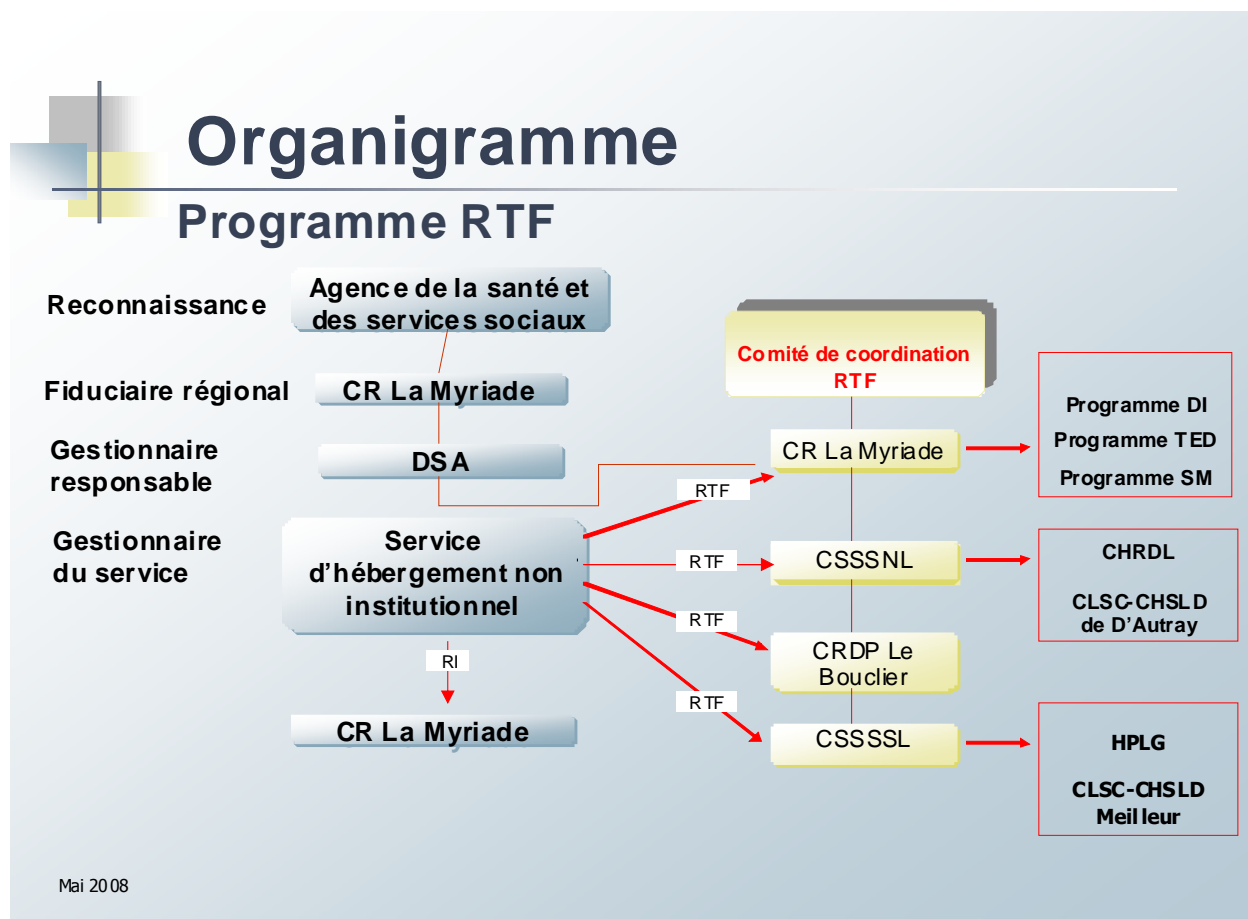 Organigramme
Programme RTF
Reconnaissance
Agence de la santé et
des services sociaux
Fiduciaire régional
CR La Myriade
Gestionnaire
responsable
DSA
Gestionnaire
du service
Service
d'hébergement non
institutionnel
RI
CR La Myriade
RTF
RTF
RTF
RTF
Comité de coordination
RTF
CR La Myriade
CSSSNL
CRDP Le
Bouclier
CSSSSL
Programme DI
Programme TED
Programme SM
CHRDL
CLSC-CHSLD
de D'Autray
HPLG
CLSC-CHSLD
Meilleur
Mai 2008